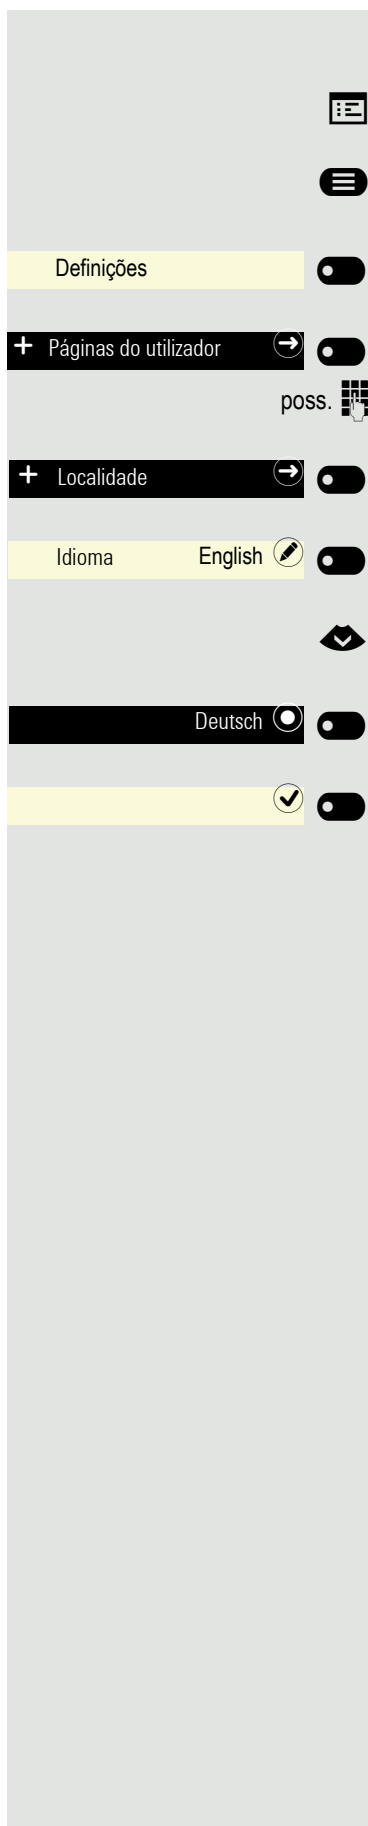 Definições
Páginas do utilizador
poss.
Localidade
Idioma English
Deutsch